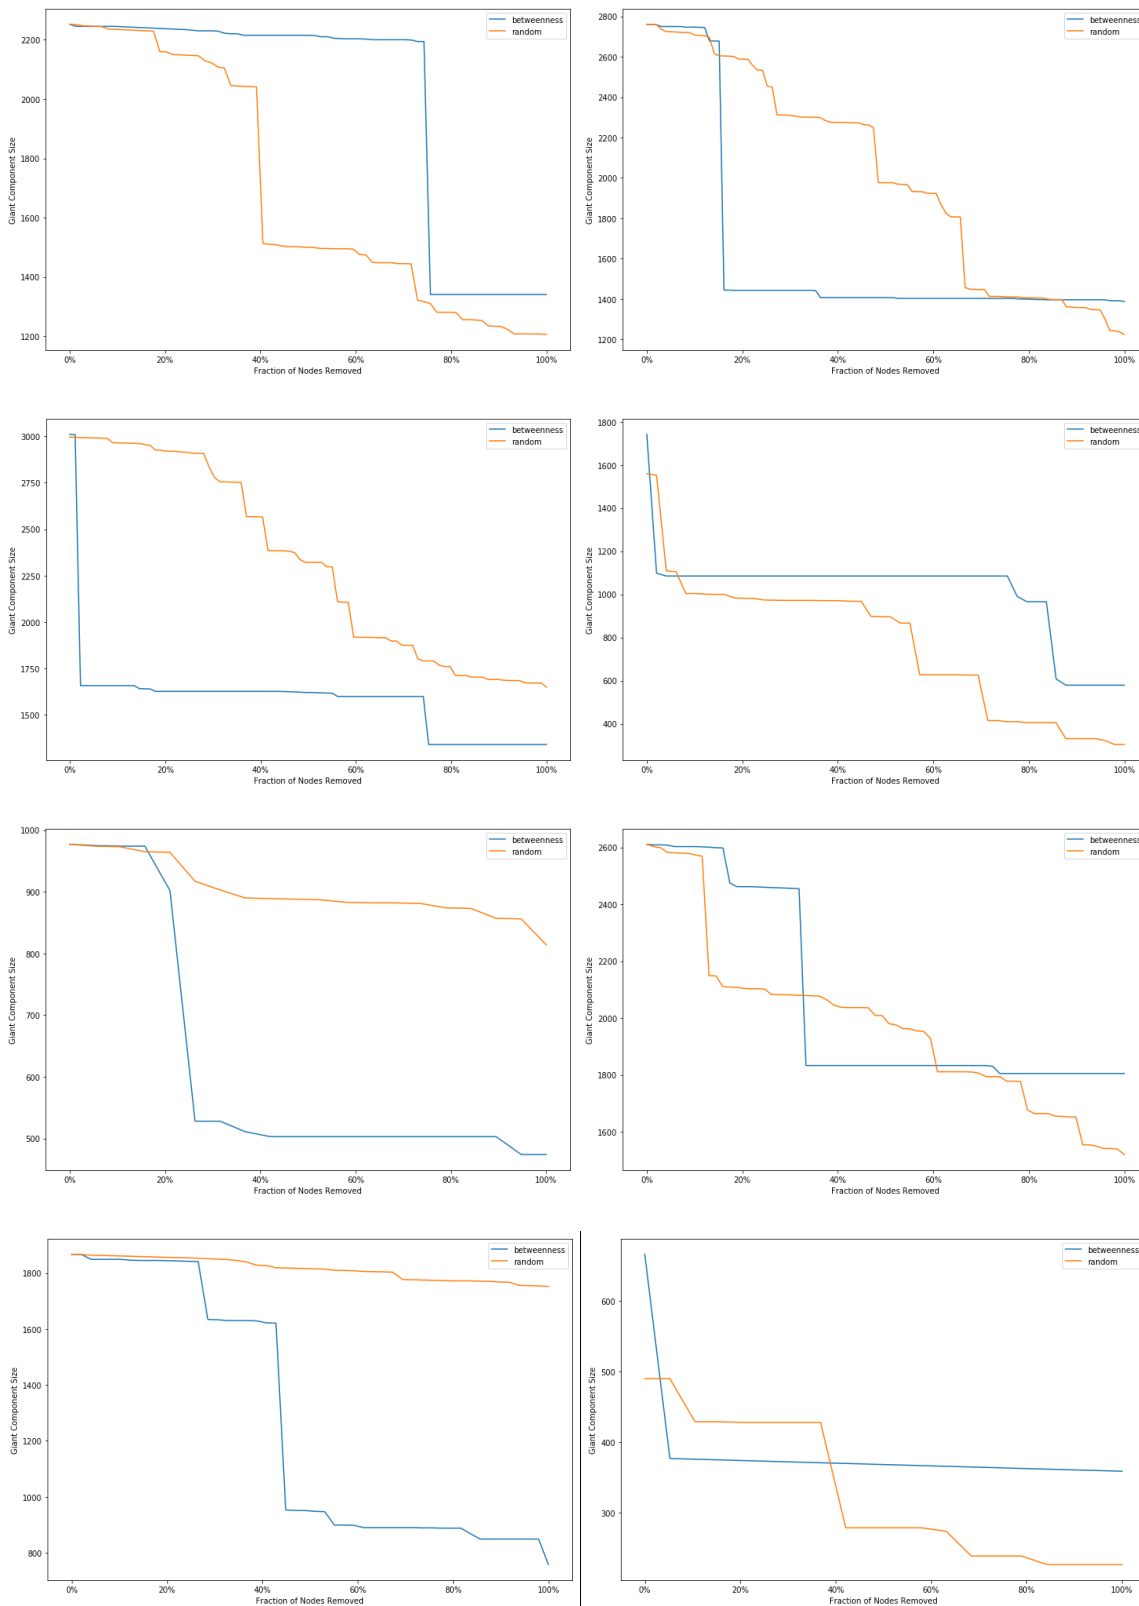 betweenness
random
2200
2000
1800
1600
1400
1200
Giant Component Size
0% 20% 40% 60% 80% 100%
Fraction of Nodes Removed
betweenness
random
2800
2600
2400
2200
2000
1800
1600
1400
1200
Giant Component Size
0% 20% 40% 60% 80% 100%
Fraction of Nodes Removed
betweenness
random
3000
2750
2500
2250
2000
1750
1500
Giant Component Size
0% 20% 40% 60% 80% 100%
Fraction of Nodes Removed
betweenness
random
1800
1600
1400
1200
1000
800
600
400
Giant Component Size
0% 20% 40% 60% 80% 100%
Fraction of Nodes Removed
betweenness
random
1000
900
800
700
600
500
Giant Component Size
0% 20% 40% 60% 80% 100%
Fraction of Nodes Removed
betweenness
random
2600
2400
2200
2000
1800
1600
Giant Component Size
0% 20% 40% 60% 80% 100%
Fraction of Nodes Removed
betweenness
random
1800
1600
1400
1200
1000
800
Giant Component Size
0% 20% 40% 60% 80% 100%
Fraction of Nodes Removed
betweenness
random
600
500
400
300
Giant Component Size
0% 20% 40% 60% 80% 100%
Fraction of Nodes Removed